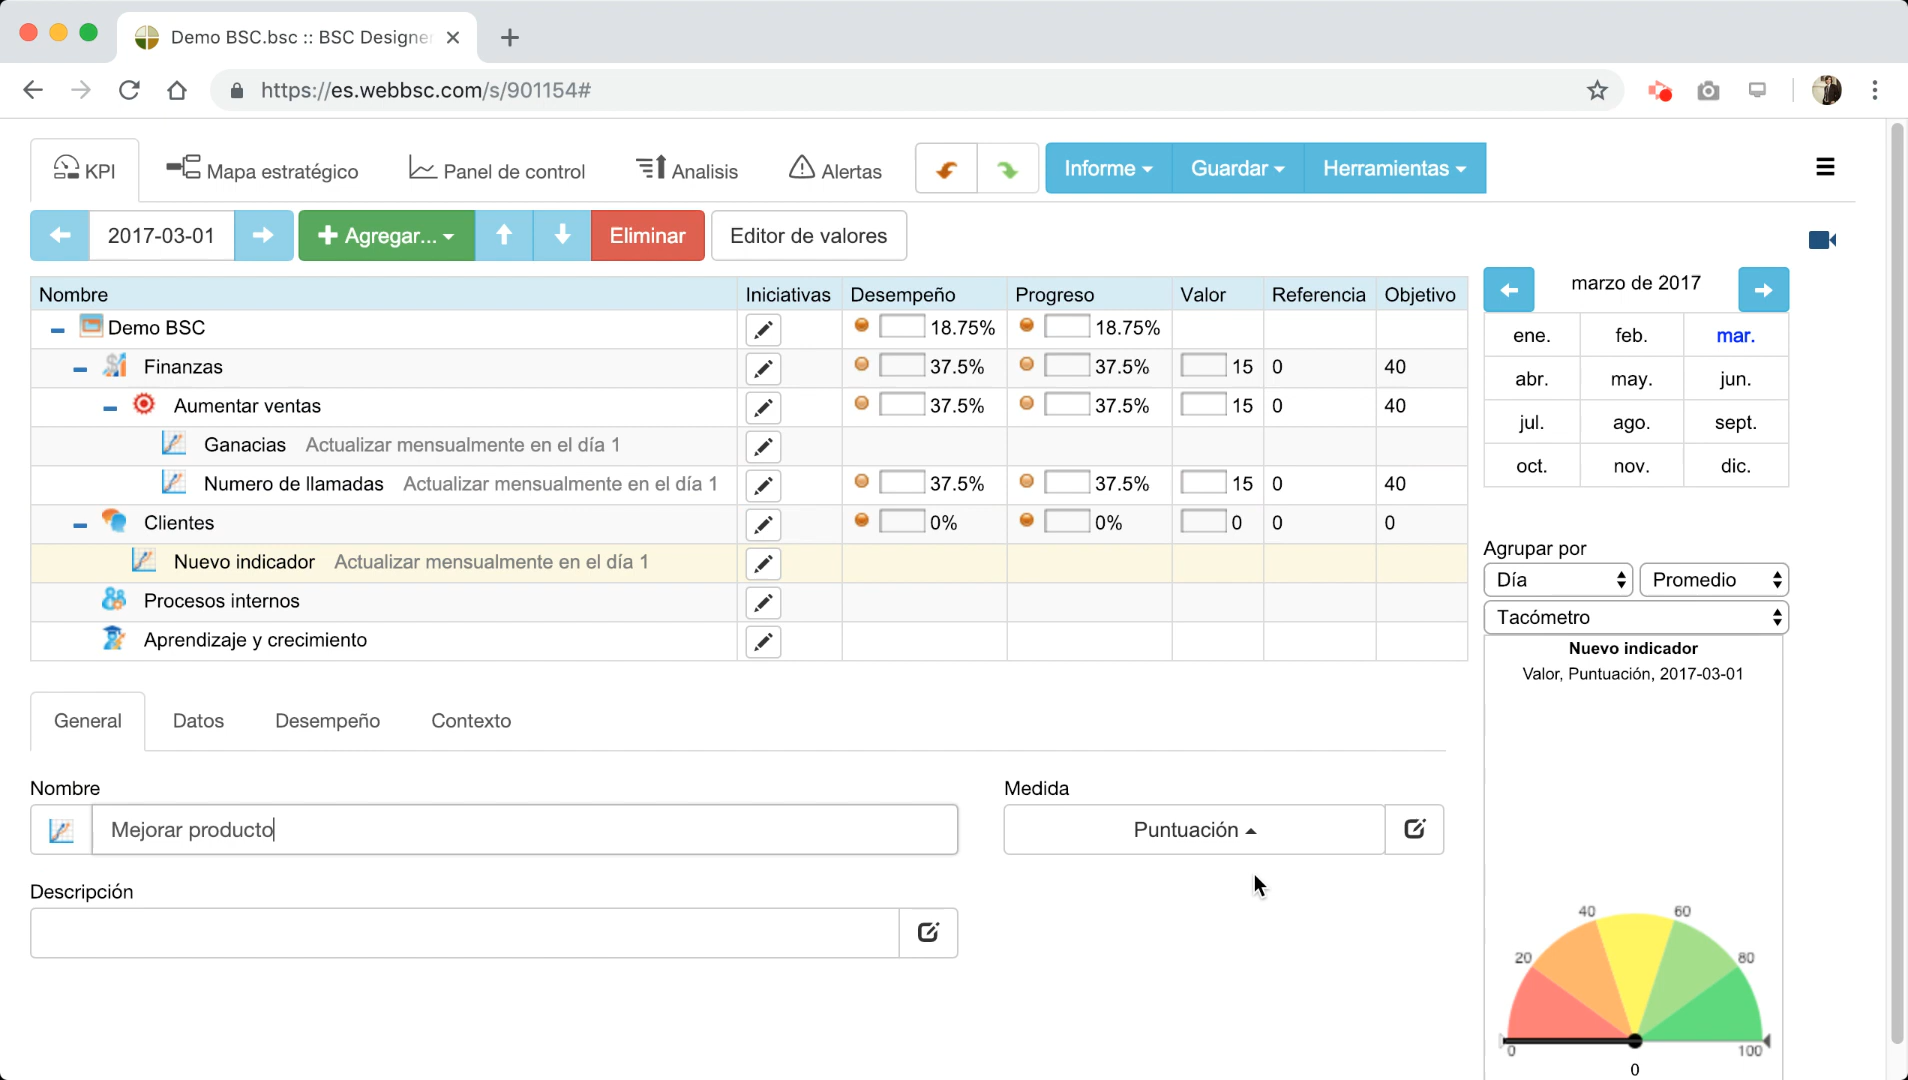 Demo BSC.bsc :: BSC Designer
https://es.webbsc.com/s/901154#
KPI Mapa estratégico Panel de control Analisis Alertas Informe Guardar Herramientas
2017-03-01 Agregar... Eliminar Editor de valores
Nombre Iniciativas Desempeño Progreso Valor Referencia Objetivo
Demo BSC 18.75% 18.75%
Finanzas 37.5% 37.5% 15 0 40
Aumentar ventas 37.5% 37.5% 15 0 40
Ganacias Actualizar mensualmente en el día 1
Numero de llamadas Actualizar mensualmente en el día 1 37.5% 37.5% 15 0 40
Clientes 0% 0% 0 0 0
Nuevo indicador Actualizar mensualmente en el día 1
Procesos internos
Aprendizaje y crecimiento
marzo de 2017
ene. feb. mar.
abr. may. jun.
jul. ago. sept.
oct. nov. dic.
Agrupar por
Día Promedio
Tacómetro
Nuevo indicador
Valor, Puntuación, 2017-03-01
40 60
20 80
0 100
0
General Datos Desempeño Contexto
Nombre Medida
Mejorar producto Puntuación
Descripción